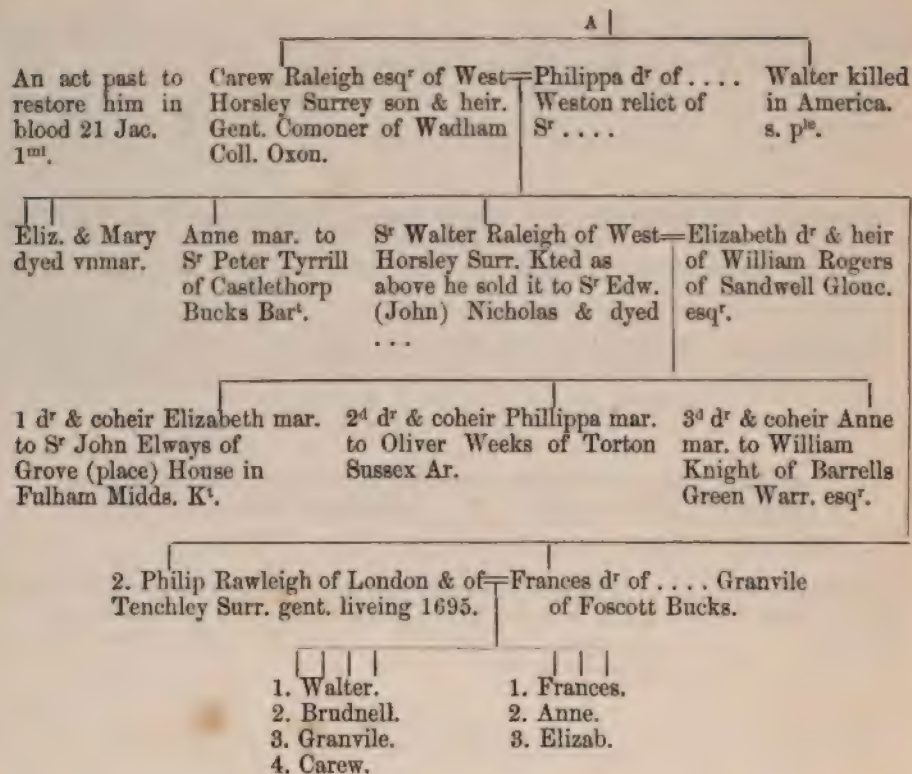 A
An act past to
restore him in
blood 21 Jac.
1mi.
Carew Raleigh esqr of West
Horsley Surrey son & heir.
Gent. Comoner of Wadham
Coll. Oxon.
=Philippa dr of . . . .
Weston relict of
Sr . . . .
Walter killed
in America.
s. ple.
Eliz. & Mary
dyed vnmar.
Anne mar. to
Sr Peter Tyrrill
of Castlethorp
Bucks Bart.
Sr Walter Raleigh of West
Horsley Surr. Kted as
above he sold it to Sr Edw.
(John) Nicholas & dyed
. . .
=Elizabeth dr & heir
of William Rogers
of Sandwell Glouc.
esqr.
1 dr & coheir Elizabeth mar.
to Sr John Elways of
Grove (place) House in
Fulham Midds. Kt.
2d dr & coheir Phillippa mar.
to Oliver Weeks of Torton
Sussex Ar.
3d dr & coheir Anne
mar. to William
Knight of Barrells
Green Warr. esqr.
2. Philip Rawleigh of London & of
Tenchley Surr. gent. liveing 1695.
=Frances dr of . . . . Granvile
of Foscott Bucks.
1. Walter.
2. Brudnell.
3. Granvile.
4. Carew.
1. Frances.
2. Anne.
3. Elizab.